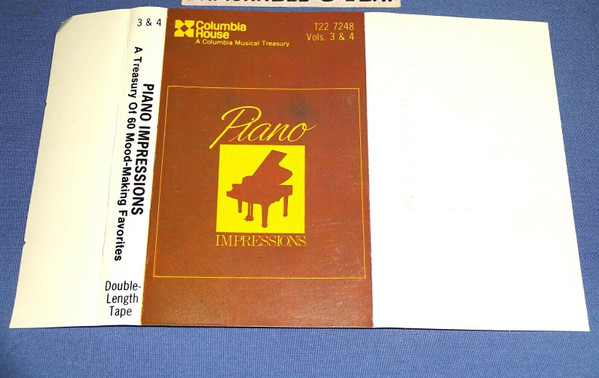 3 & 4
PIANO IMPRESSIONS
A Treasury Of 60 Mood-Making Favorites
Double-
Length
Tape
Columbia
House
A Columbia Musical Treasury
T22 7248
Vols. 3 & 4
Piano
IMPRESSIONS